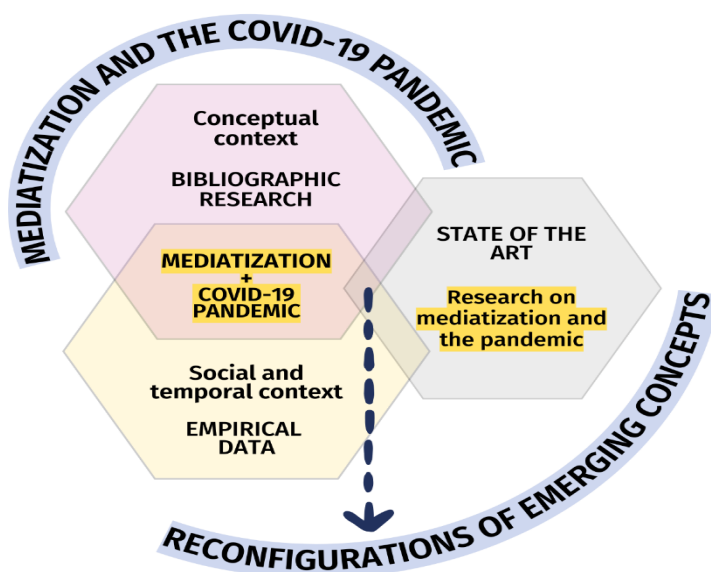 MEDIATIZATION AND THE COVID-19 PANDEMIC
Conceptual
context
BIBLIOGRAPHIC
RESEARCH
MEDIATIZATION
+
COVID-19
PANDEMIC
Social and
temporal context
EMPIRICAL
DATA
STATE OF THE
ART
Research on
mediatization and
the pandemic
RECONFIGURATIONS OF EMERGING CONCEPTS